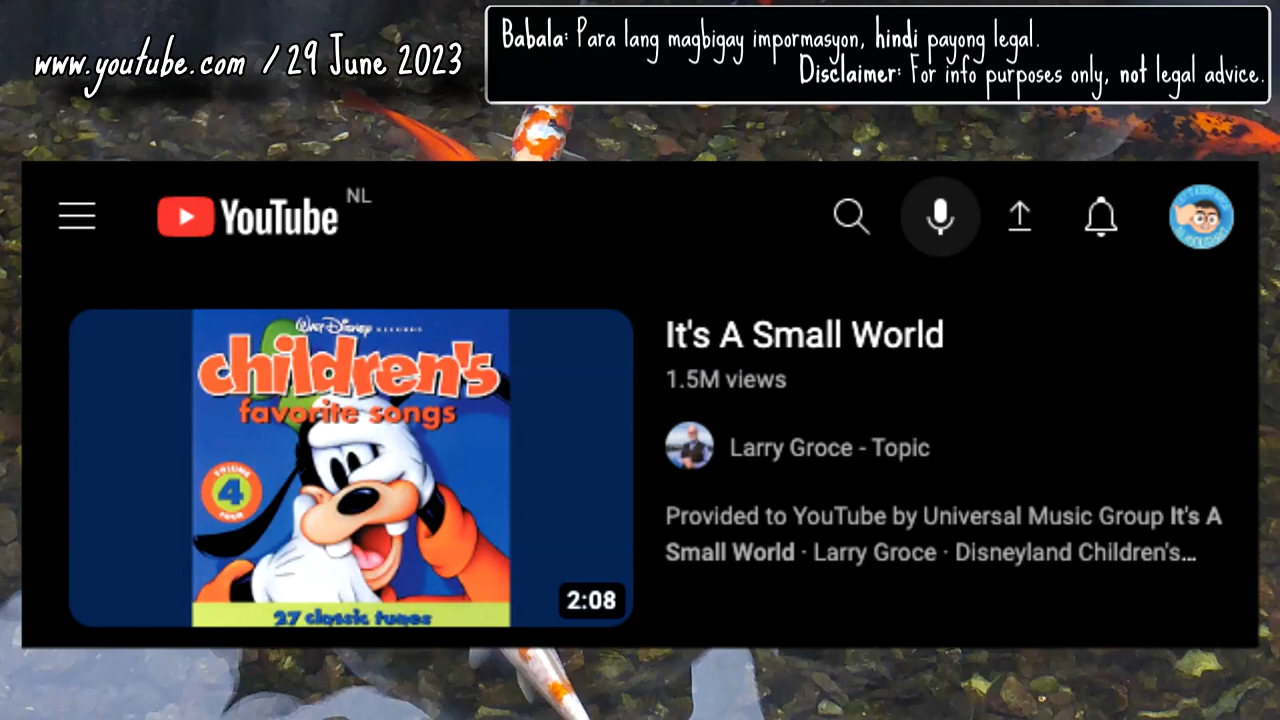 www.youtube.com / 29 June 2023
Babala: Para lang magbigay impormasyon, hindi payong legal.
Disclaimer: For info purposes only, not legal advice.
YouTube NL
Walt Disney RECORDS
children's
favorite songs
VOLUME
4
27 classic tunes
2:08
It's A Small World
1.5M views
Larry Groce - Topic
Provided to YouTube by Universal Music Group It's A
Small World · Larry Groce · Disneyland Children's...